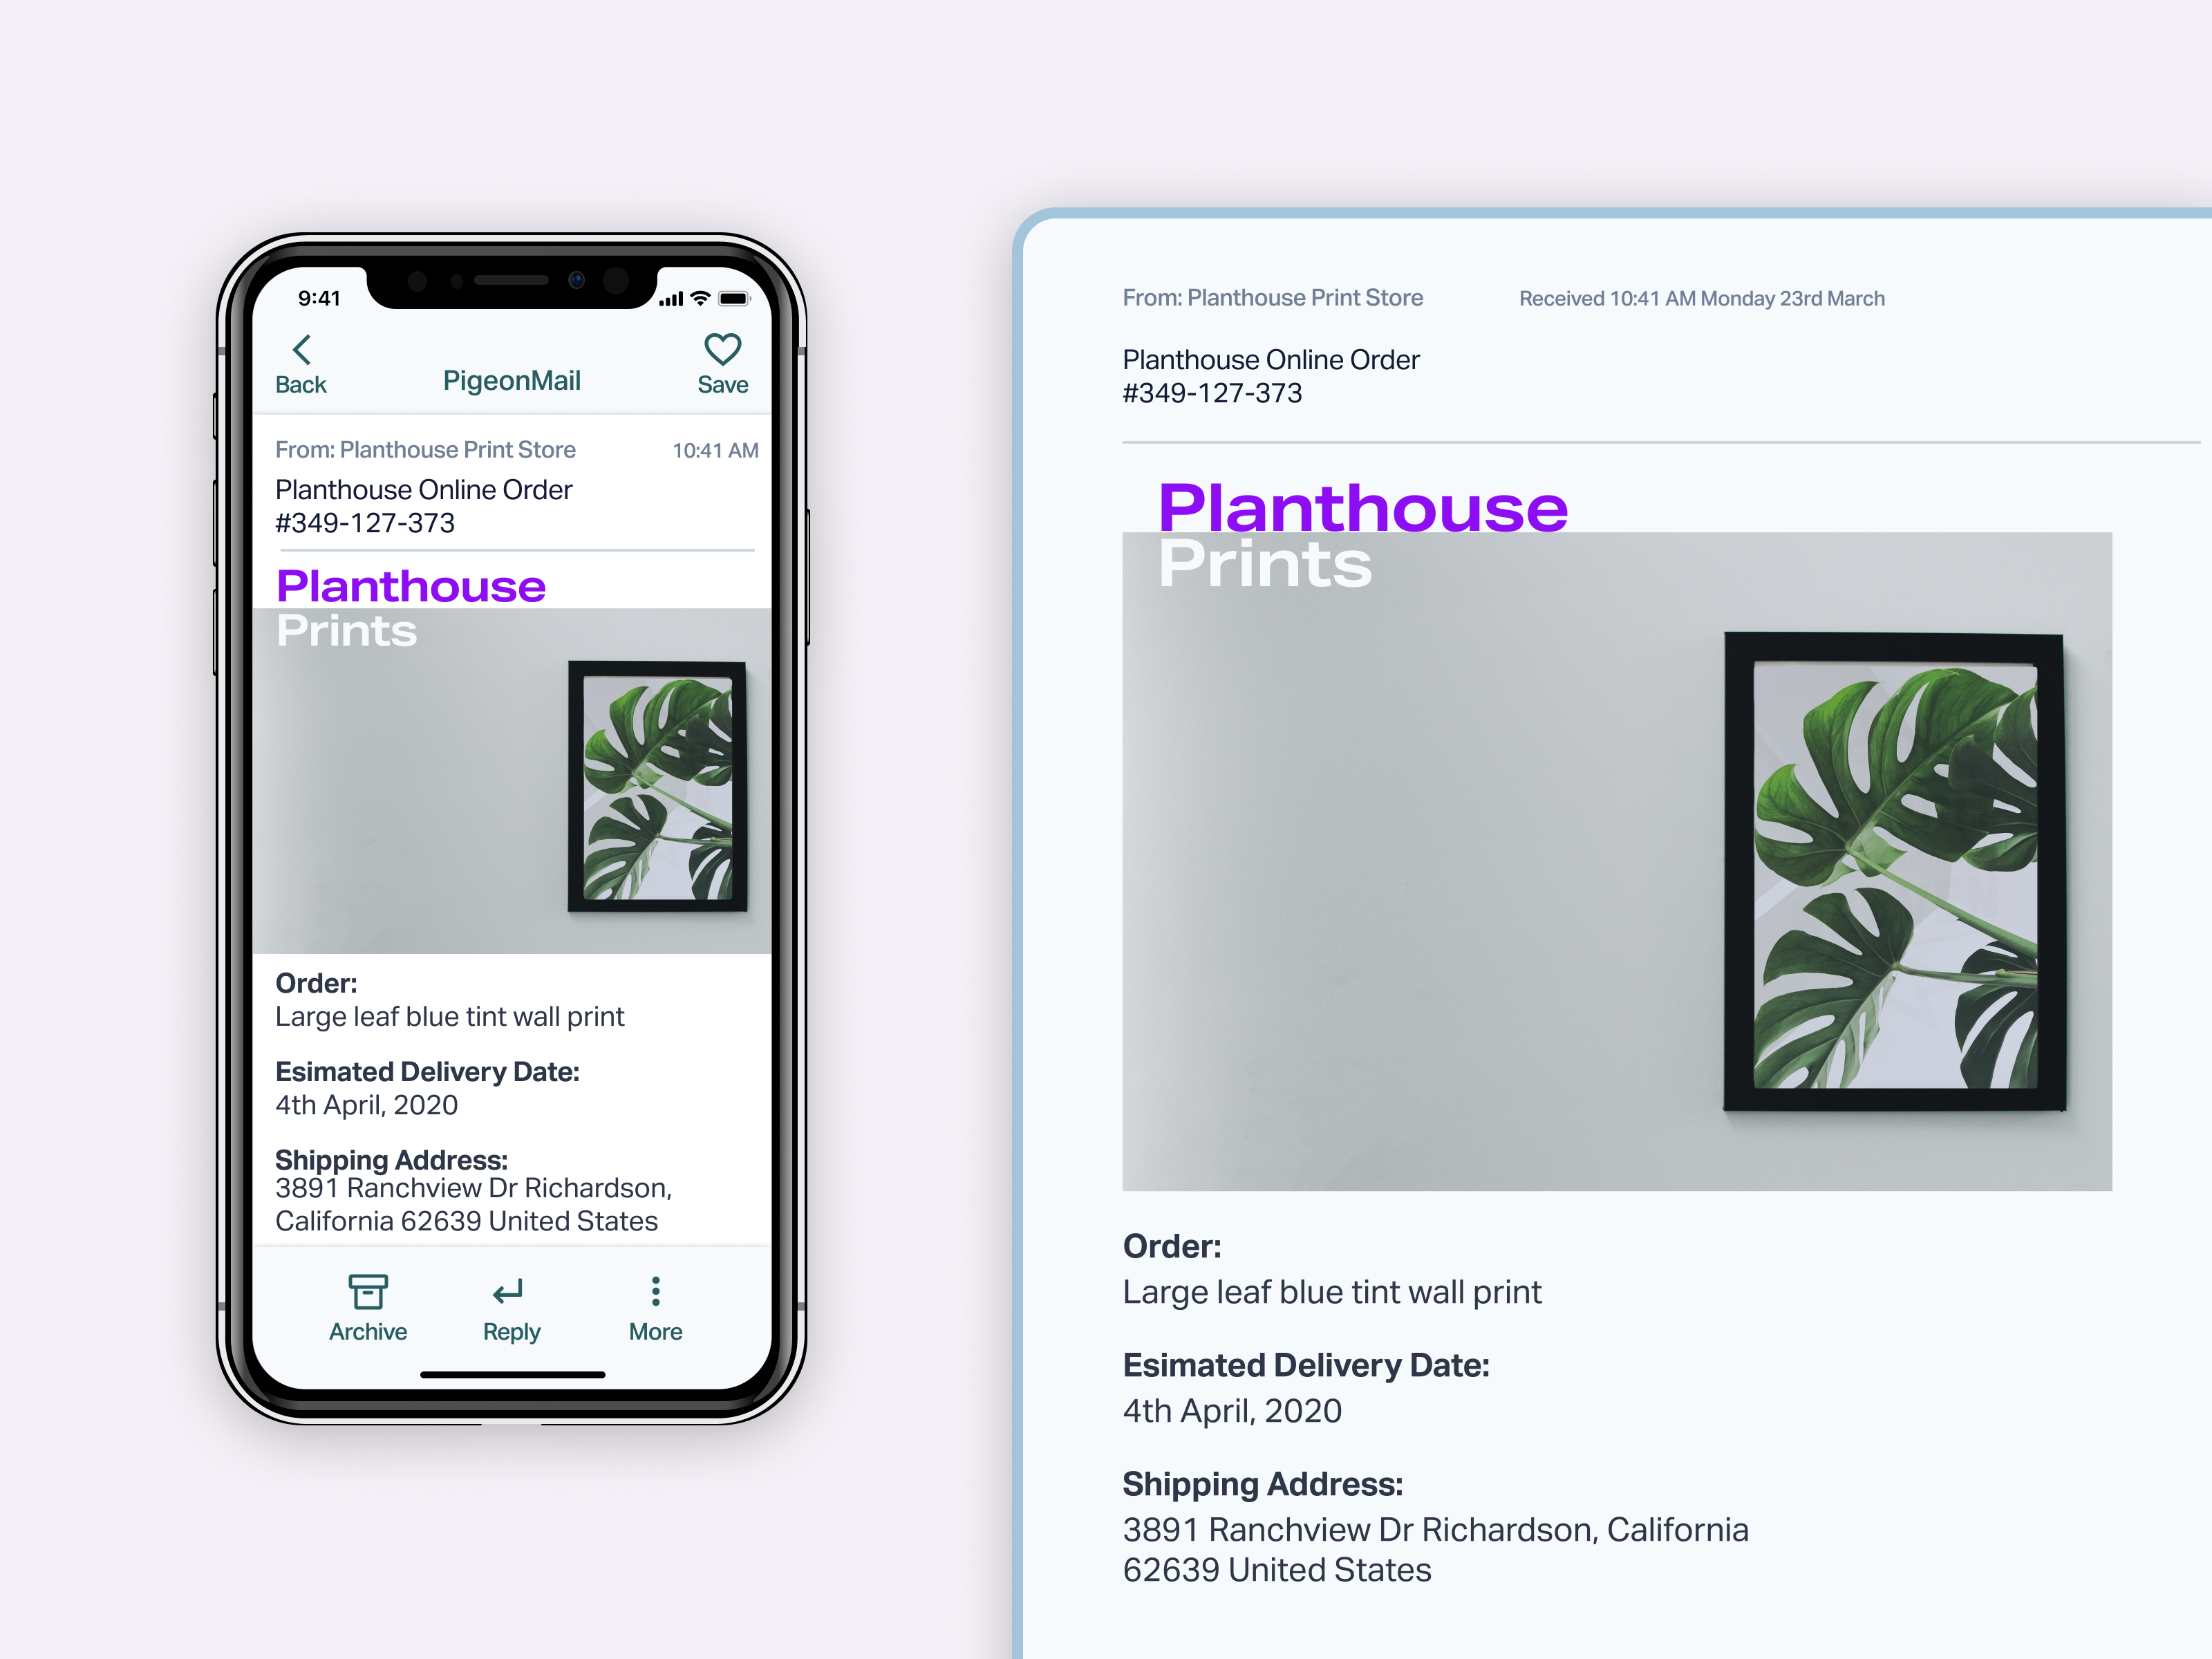 9:41
Back
PigeonMail
Save
From: Planthouse Print Store
10:41 AM
Planthouse Online Order
#349-127-373
Planthouse
Prints
Order:
Large leaf blue tint wall print
Esimated Delivery Date:
4th April, 2020
Shipping Address:
3891 Ranchview Dr Richardson,
California 62639 United States
Archive
Reply
More
From: Planthouse Print Store
Received 10:41 AM Monday 23rd March
Planthouse Online Order
#349-127-373
Planthouse
Prints
Order:
Large leaf blue tint wall print
Esimated Delivery Date:
4th April, 2020
Shipping Address:
3891 Ranchview Dr Richardson, California
62639 United States